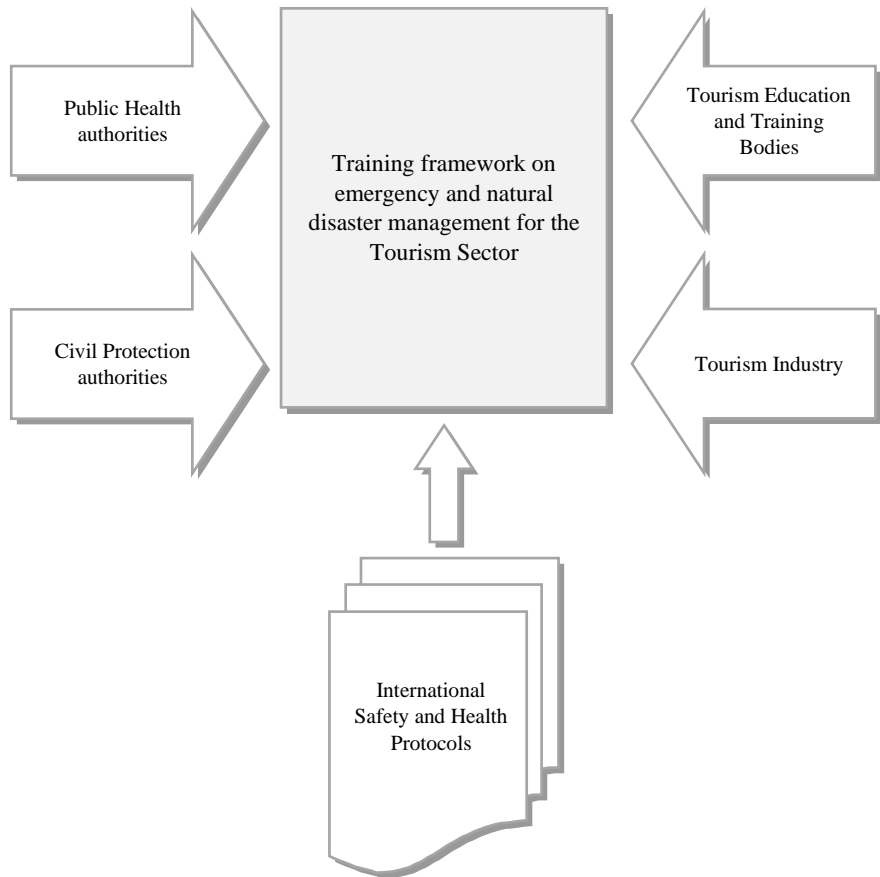 Public Health
authorities
Training framework on
emergency and natural
disaster management for the
Tourism Sector
Tourism Education
and Training
Bodies
Civil Protection
authorities
Tourism Industry
International
Safety and Health
Protocols